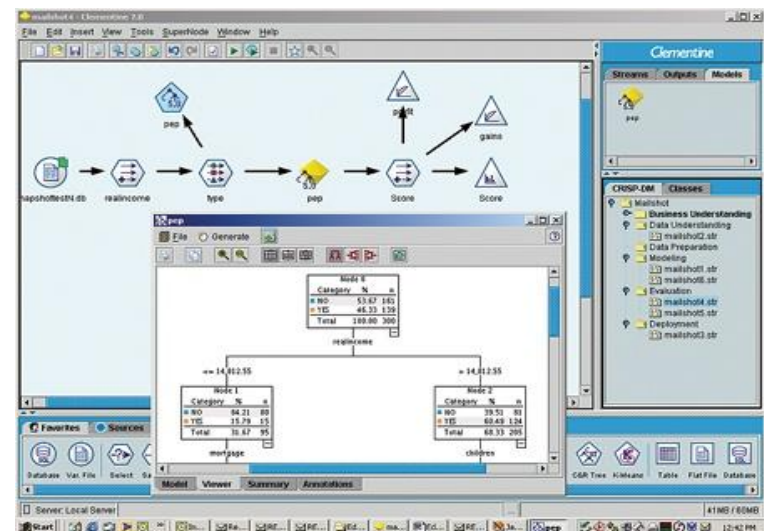 mailshot4 - Clementine 7.0
File Edit Insert View Tools SuperNode Window Help
Clementine
Streams Outputs Models
pep
pep
profit
gains
realincome
type
pep
Score
Score
CRISP-DM Classes
Mailshot
Business Understanding
Data Understanding
mailshot2.str
Data Preparation
Modeling
mailshot1.str
mailshot6.str
Evaluation
mailshot4.str
mailshot5.str
Deployment
mailshot3.str
pep
File Generate
Node 0
Category % n
NO 53.67 161
YES 46.33 139
Total 100.00 300
realincome
<= 14,012.55
> 14,012.55
Node 1
Category % n
NO 84.21 80
YES 15.79 15
Total 31.67 95
mortgage
Node 2
Category % n
NO 39.51 81
YES 60.49 124
Total 68.33 205
children
Model Viewer Summary Annotations
Favorites Sources
Database Var. File Select
C&R Tree K-Means Table Flat File Database
Server: Local Server
41MB / 60MB
Start
pep
12:42 PM